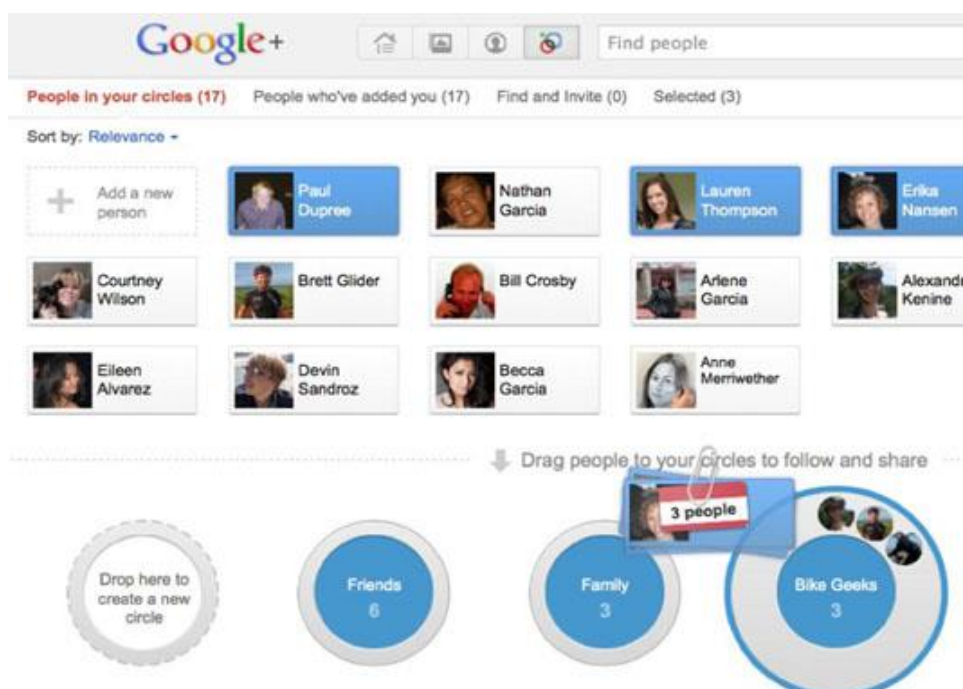 Google+
Find people
People in your circles (17) People who've added you (17) Find and Invite (0) Selected (3)
Sort by: Relevance
Add a new
person
Paul
Dupree
Nathan
Garcia
Lauren
Thompson
Erika
Nansen
Courtney
Wilson
Brett Glider
Bill Crosby
Arlene
Garcia
Alexand
Kenine
Eileen
Alvarez
Devin
Sandroz
Becca
Garcia
Anne
Merriwether
Drag people to your circles to follow and share
3 people
Drop here to
create a new
circle
Friends
6
Family
3
Bike Geeks
3